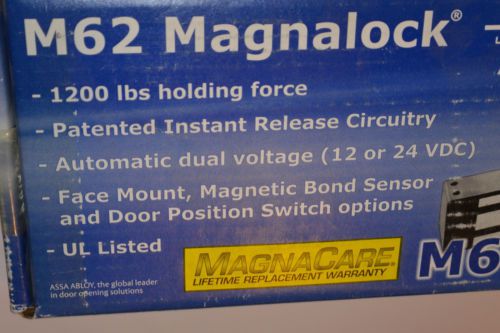 M62 Magnalock®
- 1200 lbs holding force
- Patented Instant Release Circuitry
- Automatic dual voltage (12 or 24 VDC)
- Face Mount, Magnetic Bond Sensor
and Door Position Switch options
- UL Listed
MAGNACARE®
LIFETIME REPLACEMENT WARRANTY
M6
ASSA ABLOY, the global leader
in door opening solutions